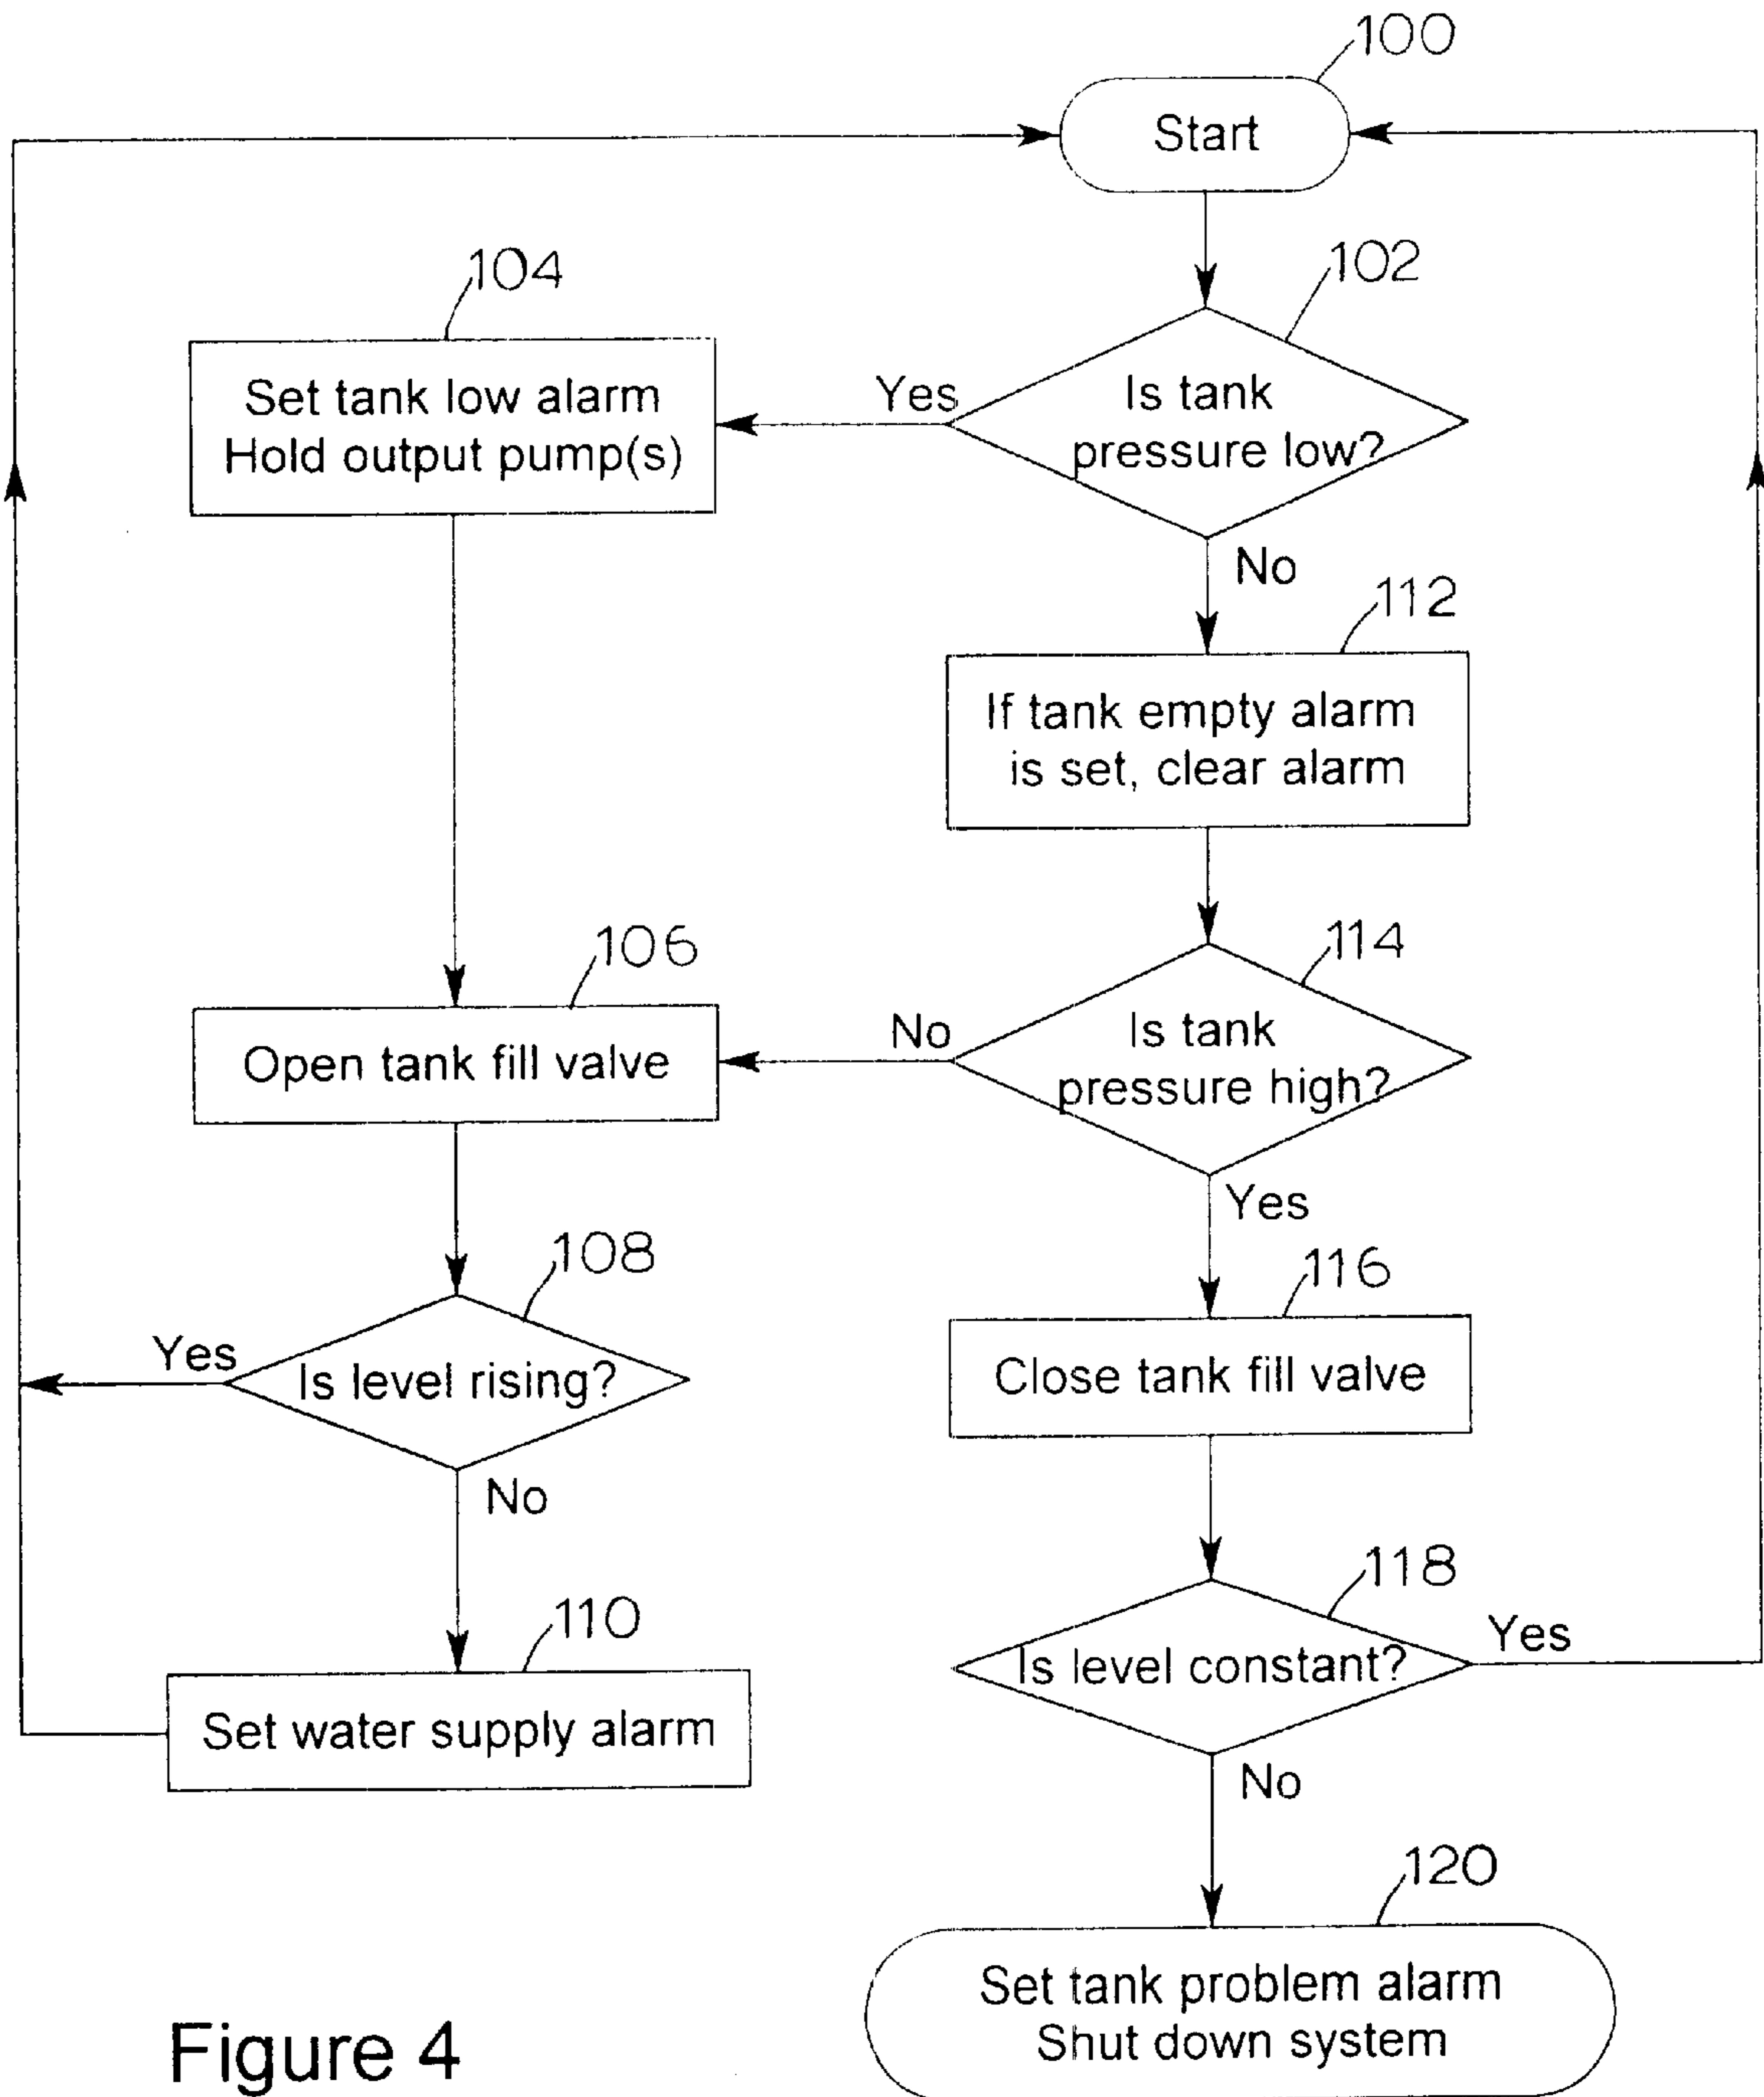 100
Start
102
Is tank
pressure low?
Yes
No
104
Set tank low alarm
Hold output pump(s)
112
If tank empty alarm
is set, clear alarm
114
Is tank
pressure high?
No
Yes
106
Open tank fill valve
108
Is level rising?
Yes
No
110
Set water supply alarm
116
Close tank fill valve
118
Is level constant?
Yes
No
120
Set tank problem alarm
Shut down system
Figure 4